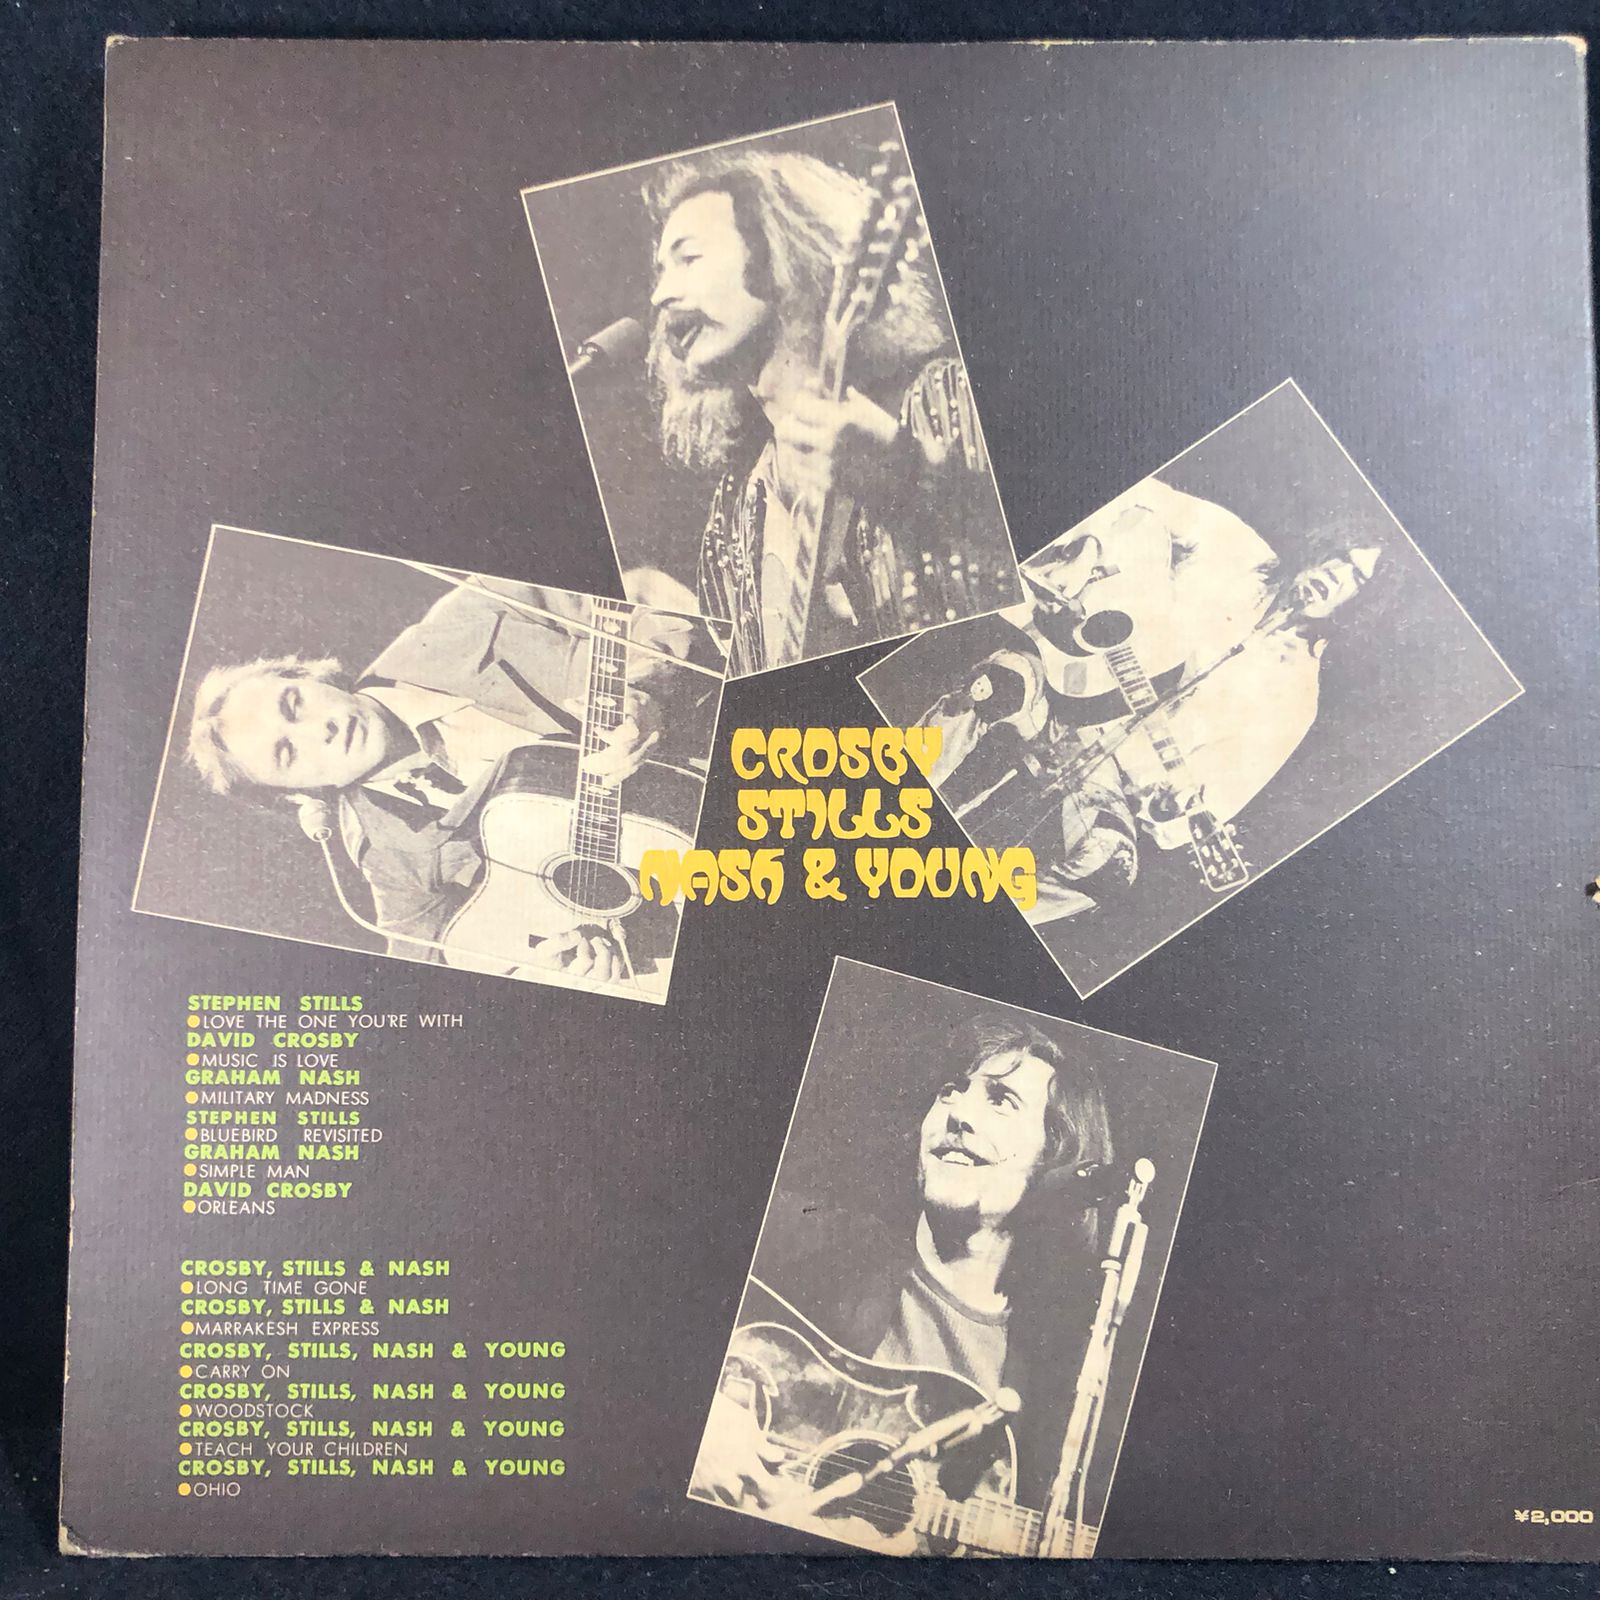 CROSBY
STILLS
NASH & YOUNG
STEPHEN STILLS
●LOVE THE ONE YOU'RE WITH
DAVID CROSBY
●MUSIC IS LOVE
GRAHAM NASH
●MILITARY MADNESS
STEPHEN STILLS
●BLUEBIRD REVISITED
GRAHAM NASH
●SIMPLE MAN
DAVID CROSBY
●ORLEANS
CROSBY, STILLS & NASH
●LONG TIME GONE
CROSBY, STILLS & NASH
●MARRAKESH EXPRESS
CROSBY, STILLS, NASH & YOUNG
●CARRY ON
CROSBY, STILLS, NASH & YOUNG
●WOODSTOCK
CROSBY, STILLS, NASH & YOUNG
●TEACH YOUR CHILDREN
CROSBY, STILLS, NASH & YOUNG
●OHIO
¥2,000